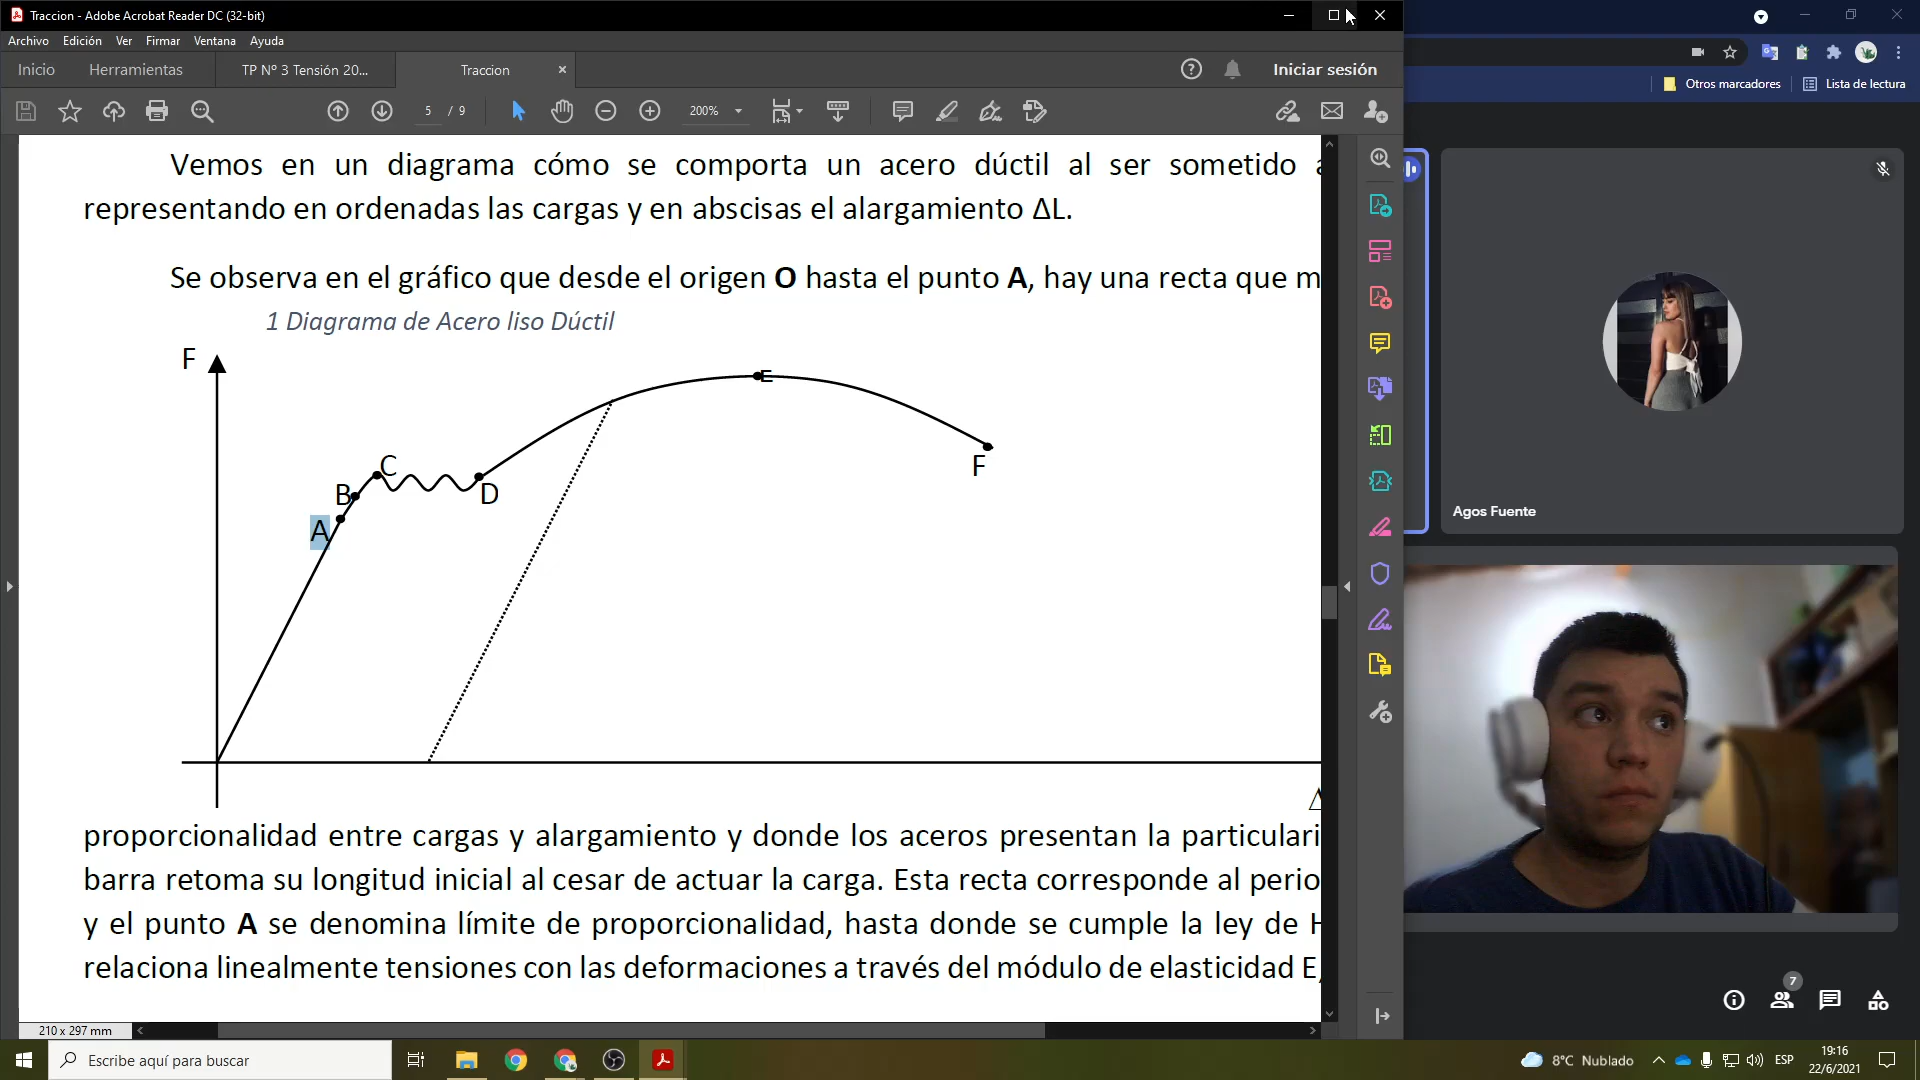 Traccion - Adobe Acrobat Reader DC (32-bit)
Archivo Edición Ver Firmar Ventana Ayuda
Inicio Herramientas TP Nº 3 Tensión 20... Traccion × Iniciar sesión
5 / 9 200%
Otros marcadores Lista de lectura
Vemos en un diagrama cómo se comporta un acero dúctil al ser sometido
representando en ordenadas las cargas y en abscisas el alargamiento ΔL.
Se observa en el gráfico que desde el origen O hasta el punto A, hay una recta que m
1 Diagrama de Acero liso Dúctil
F
E
C
F
B
D
A
Agos Fuente
proporcionalidad entre cargas y alargamiento y donde los aceros presentan la particulari
barra retoma su longitud inicial al cesar de actuar la carga. Esta recta corresponde al perio
y el punto A se denomina límite de proporcionalidad, hasta donde se cumple la ley de H
relaciona linealmente tensiones con las deformaciones a través del módulo de elasticidad E,
7
210 x 297 mm
Escribe aquí para buscar
8°C Nublado ESP 19:16
22/6/2021